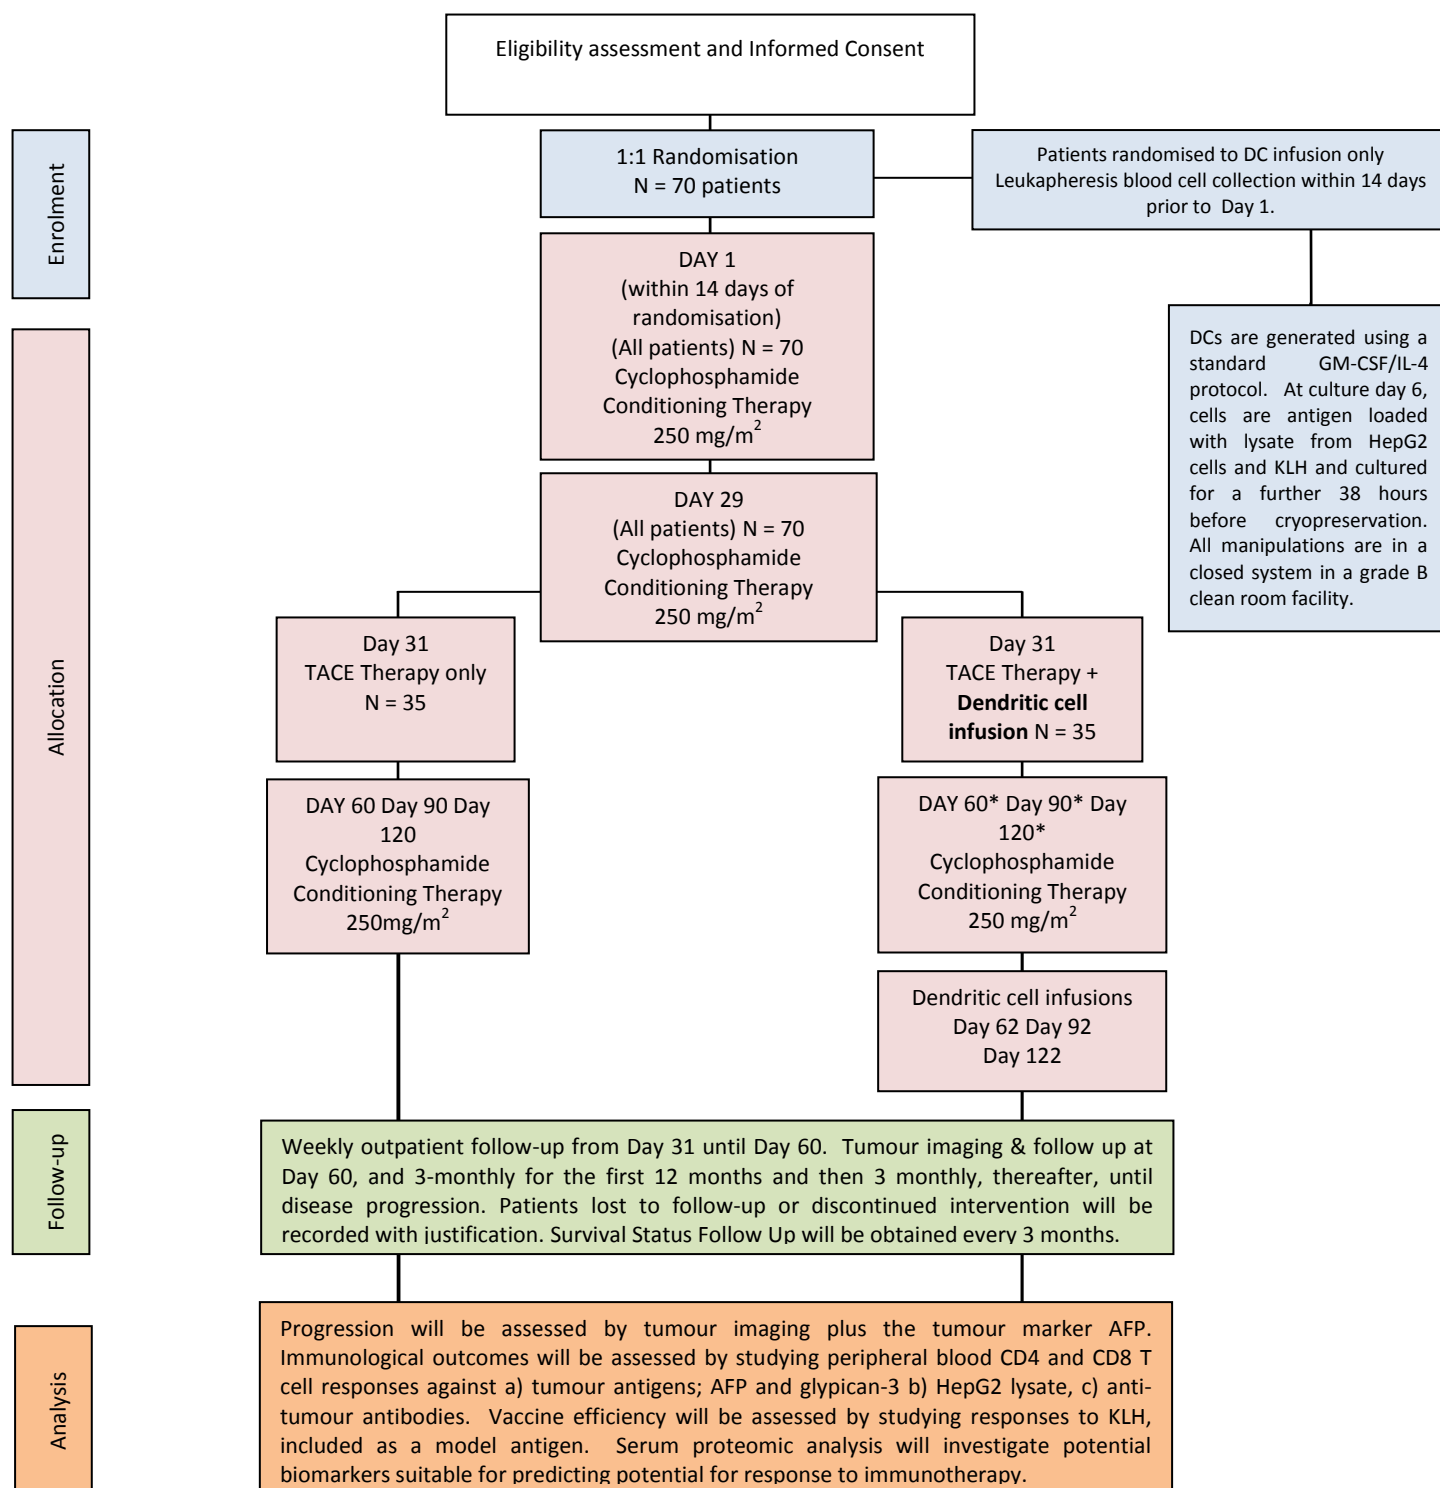 Eligibility assessment and Informed Consent
Enrolment
1:1 Randomisation
N = 70 patients
Patients randomised to DC infusion only
Leukapheresis blood cell collection within 14 days
prior to Day 1.
DAY 1
(within 14 days of
randomisation)
(All patients) N = 70
Cyclophosphamide
Conditioning Therapy
250 mg/m²
DCs are generated using a
standard GM-CSF/IL-4
protocol. At culture day 6,
cells are antigen loaded
with lysate from HepG2
cells and KLH and cultured
for a further 38 hours
before cryopreservation.
All manipulations are in a
closed system in a grade B
clean room facility.
Allocation
DAY 29
(All patients) N = 70
Cyclophosphamide
Conditioning Therapy
250 mg/m²
Day 31
TACE Therapy only
N = 35
Day 31
TACE Therapy +
Dendritic cell
infusion N = 35
DAY 60 Day 90 Day
120
Cyclophosphamide
Conditioning Therapy
250mg/m²
DAY 60* Day 90* Day
120*
Cyclophosphamide
Conditioning Therapy
250 mg/m²
Dendritic cell infusions
Day 62 Day 92
Day 122
Follow-up
Weekly outpatient follow-up from Day 31 until Day 60. Tumour imaging & follow up at
Day 60, and 3-monthly for the first 12 months and then 3 monthly, thereafter, until
disease progression. Patients lost to follow-up or discontinued intervention will be
recorded with justification. Survival Status Follow Up will be obtained every 3 months.
Analysis
Progression will be assessed by tumour imaging plus the tumour marker AFP.
Immunological outcomes will be assessed by studying peripheral blood CD4 and CD8 T
cell responses against a) tumour antigens; AFP and glypican-3 b) HepG2 lysate, c) anti-
tumour antibodies. Vaccine efficiency will be assessed by studying responses to KLH,
included as a model antigen. Serum proteomic analysis will investigate potential
biomarkers suitable for predicting potential for response to immunotherapy.